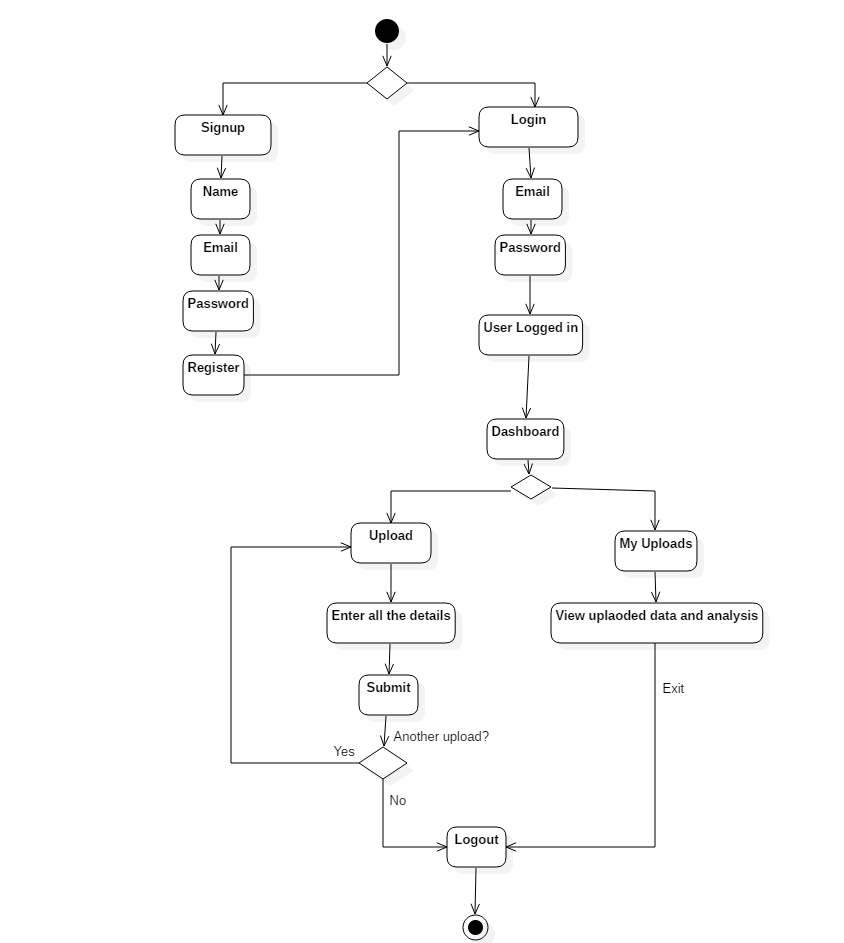 Signup
Login
Name
Email
Email
Password
Password
User Logged in
Register
Dashboard
Upload
My Uploads
Enter all the details
View uplaoded data and analysis
Submit
Exit
Another upload?
Yes
No
Logout